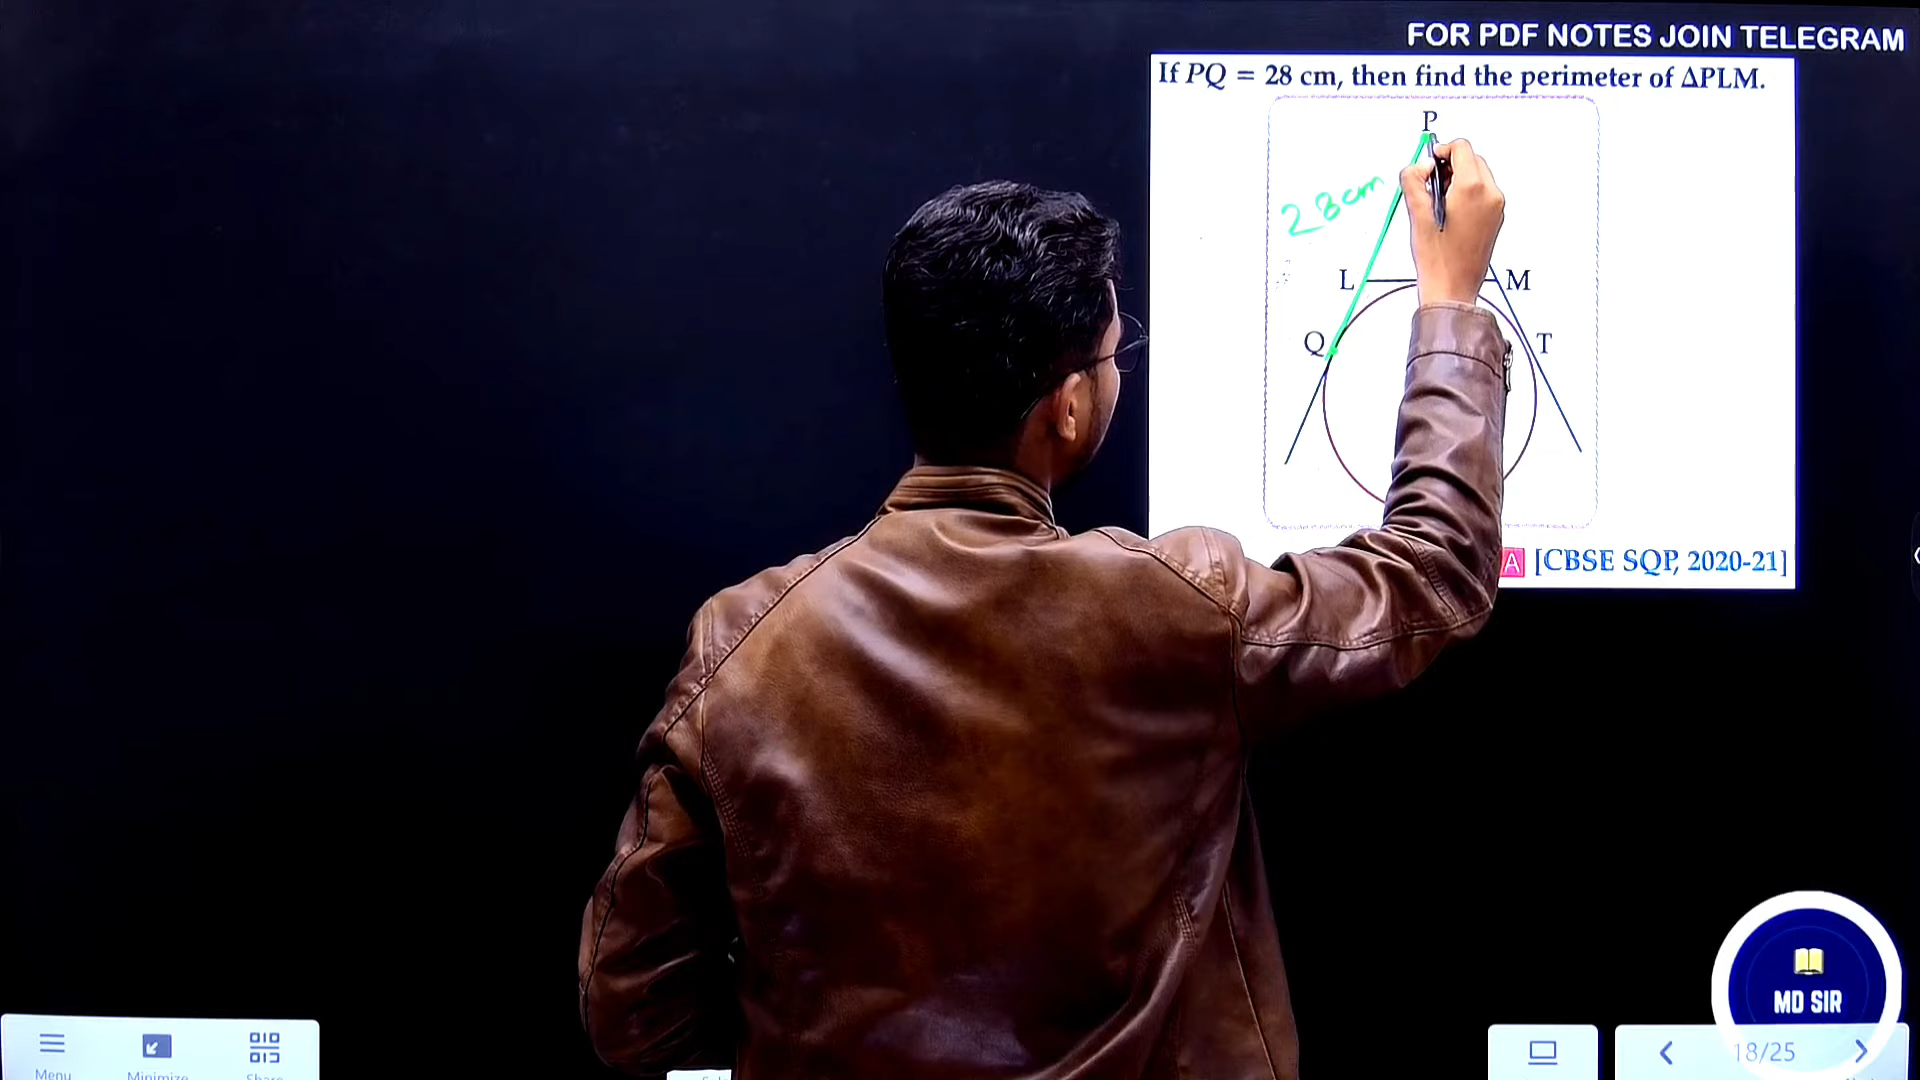 FOR PDF NOTES JOIN TELEGRAM
If PQ = 28 cm, then find the perimeter of ΔPLM.
P
28cm
L
M
Q
T
A [CBSE SQP, 2020-21]
MD SIR
Menu
Minimize
Share
18/25